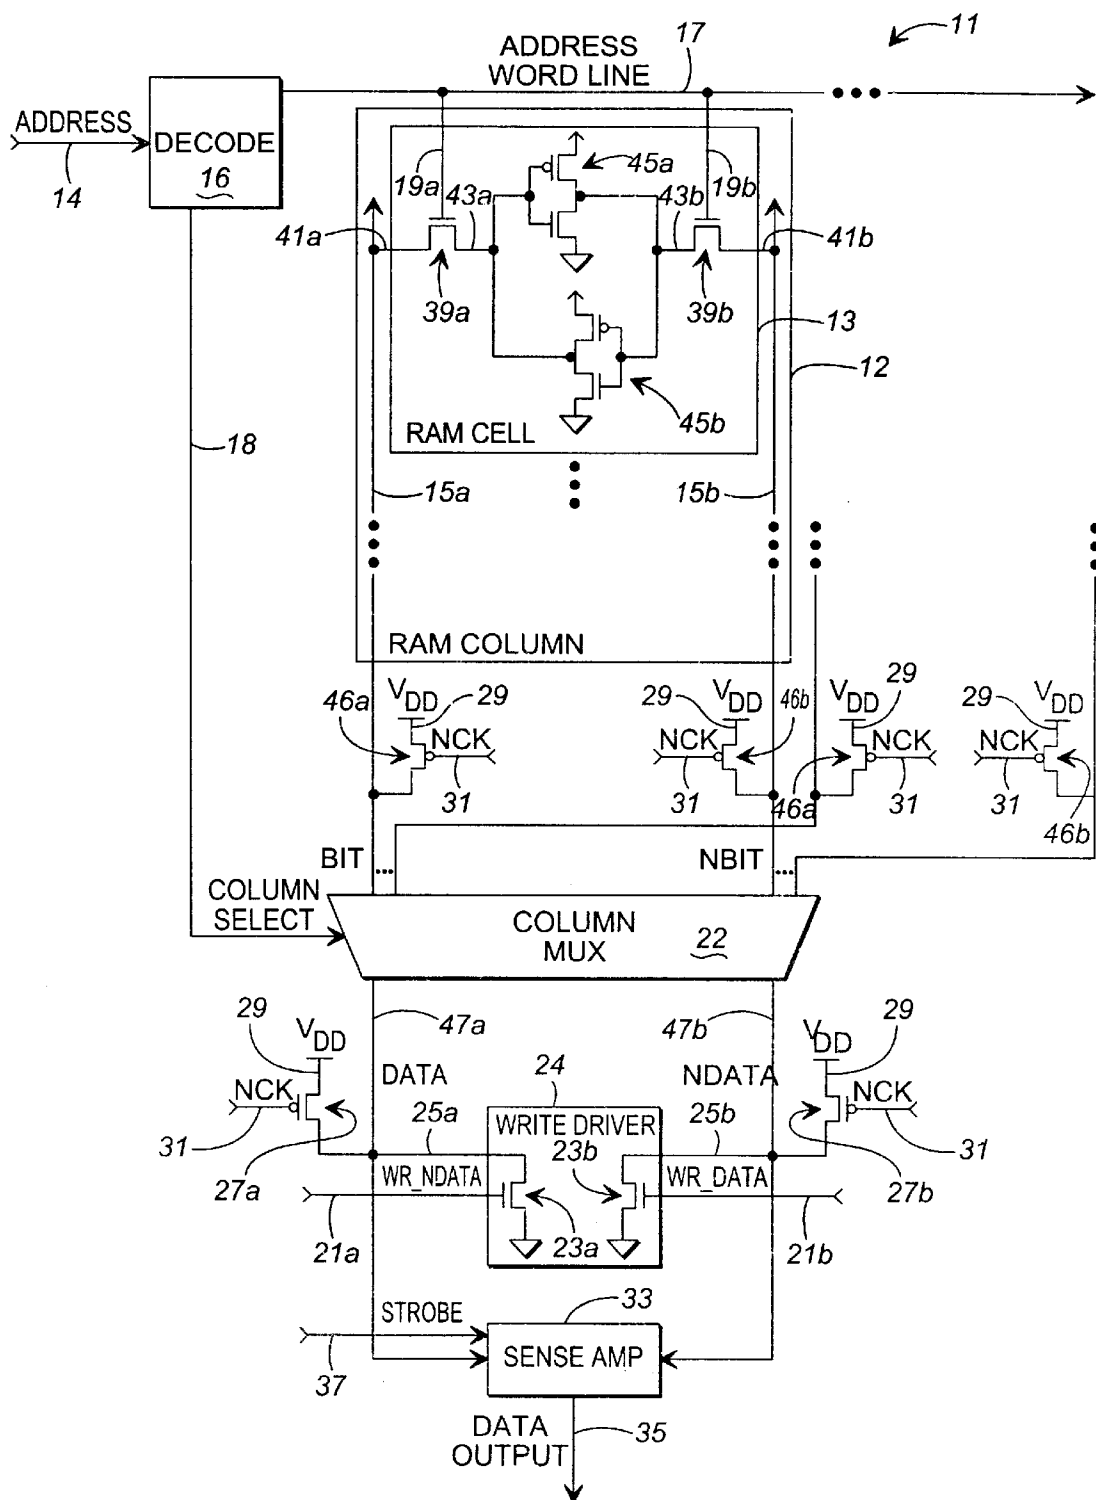 11
17
ADDRESS
WORD LINE
ADDRESS
14
DECODE
16
19a
43a
45a
19b
43b
41a
41b
39a
39b
13
12
45b
RAM CELL
18
15a
15b
RAM COLUMN
46a
VDD
29
NCK
31
29
VDD
46b
NCK
31
VDD
29
NCK
46a
31
VDD
29
NCK
31
46b
BIT
NBIT
COLUMN
SELECT
COLUMN
MUX
22
47a
47b
29
VDD
NCK
31
27a
DATA
25a
24
WRITE DRIVER
23b
23a
NDATA
25b
VDD
29
NCK
31
27b
WR_NDATA
WR_DATA
21a
21b
STROBE
37
33
SENSE AMP
DATA
OUTPUT
35